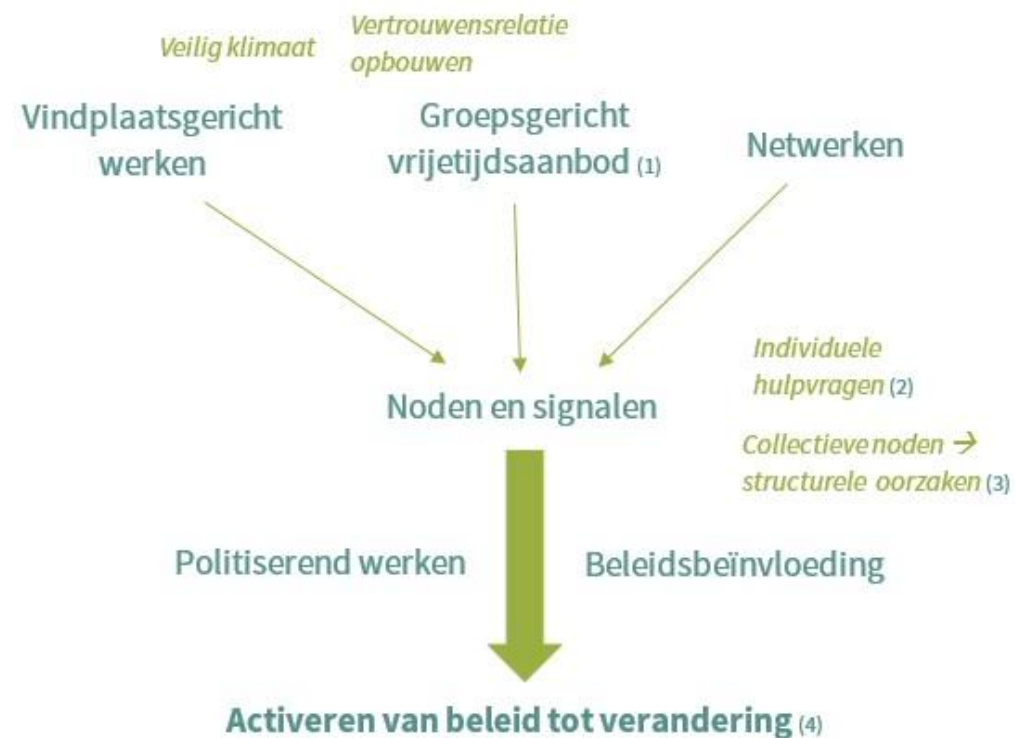 Veilig klimaat
Vertrouwensrelatie
opbouwen
Vindplaatsgericht
werken
Groepsgericht
vrijetijdsaanbod (1)
Netwerken
Noden en signalen
Individuele
hulpvragen (2)
Collectieve noden →
structurele oorzaken (3)
Politiserend werken
Beleidsbeïnvloeding
Activeren van beleid tot verandering (4)